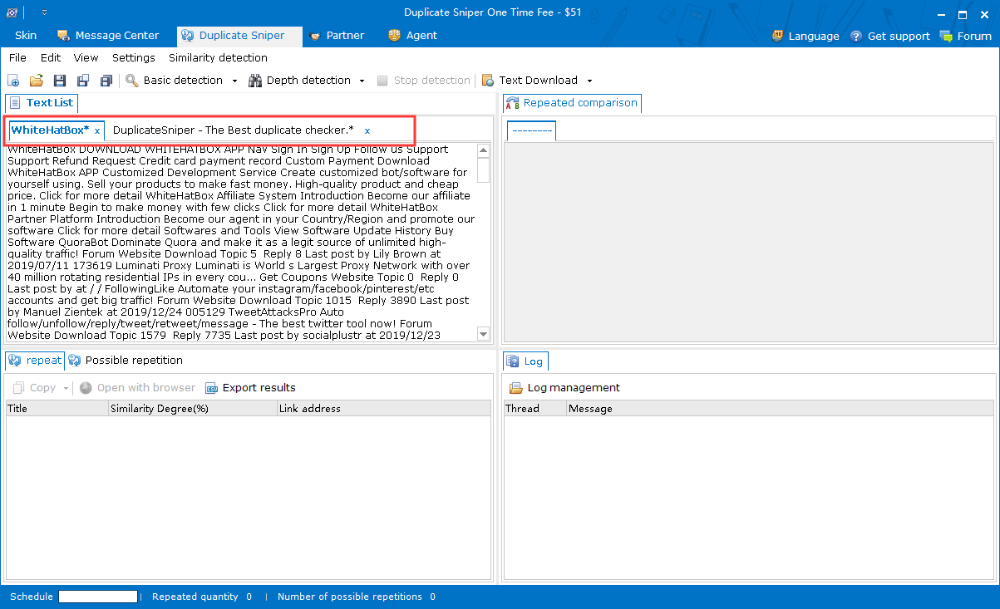 Duplicate Sniper One Time Fee - $51
Skin Message Center Duplicate Sniper Partner Agent Language Get support Forum
File Edit View Settings Similarity detection
Basic detection Depth detection Stop detection Text Download
Text List
WhiteHatBox* x DuplicateSniper - The Best duplicate checker.* x
WhiteHatBox DOWNLOAD WHITEHATBOX APP Nav Sign In Sign Up Follow us Support
Support Refund Request Credit card payment record Custom Payment Download
WhiteHatBox APP Customized Development Service Create customized bot/software for
yourself using. Sell your products to make fast money. High-quality product and cheap
price. Click for more detail WhiteHatBox Affiliate System Introduction Become our affiliate
in 1 minute Begin to make money with few clicks Click for more detail WhiteHatBox
Partner Platform Introduction Become our agent in your Country/Region and promote our
software Click for more detail Softwares and Tools View Software Update History Buy
Software QuoraBot Dominate Quora and make it as a legit source of unlimited high-
quality traffic! Forum Website Download Topic 5 Reply 8 Last post by Lily Brown at
2019/07/11 173619 Luminati Proxy Luminati is World s Largest Proxy Network with over
40 million rotating residential IPs in every cou... Get Coupons Website Topic 0 Reply 0
Last post by at / / FollowingLike Automate your instagram/facebook/pinterest/etc
accounts and get big traffic! Forum Website Download Topic 1015 Reply 3890 Last post
by Manuel Zientek at 2019/12/24 005129 TweetAttacksPro Auto
follow/unfollow/reply/tweet/retweet/message - The best twitter tool now! Forum
Website Download Topic 1579 Reply 7735 Last post by socialplustr at 2019/12/23
Repeated comparison
--------
repeat Possible repetition
Copy Open with browser Export results
Title Similarity Degree(%) Link address
Log
Log management
Thread Message
Schedule | Repeated quantity 0 | Number of possible repetitions 0